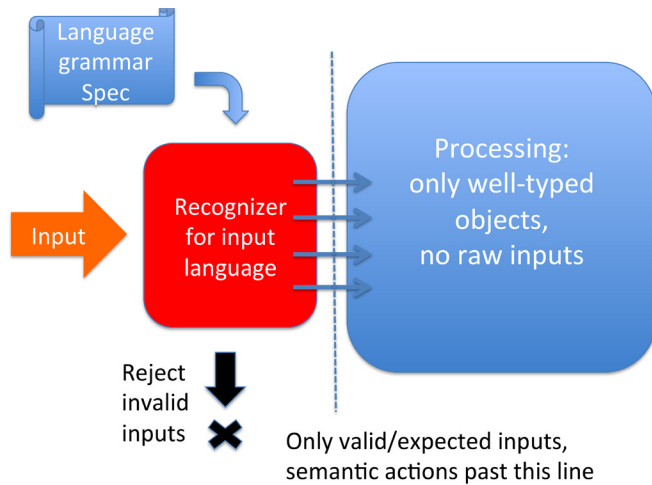 Language
grammar
Spec
Input
Recognizer
for input
language
Processing:
only well-typed
objects,
no raw inputs
Reject
invalid
inputs
Only valid/expected inputs,
semantic actions past this line